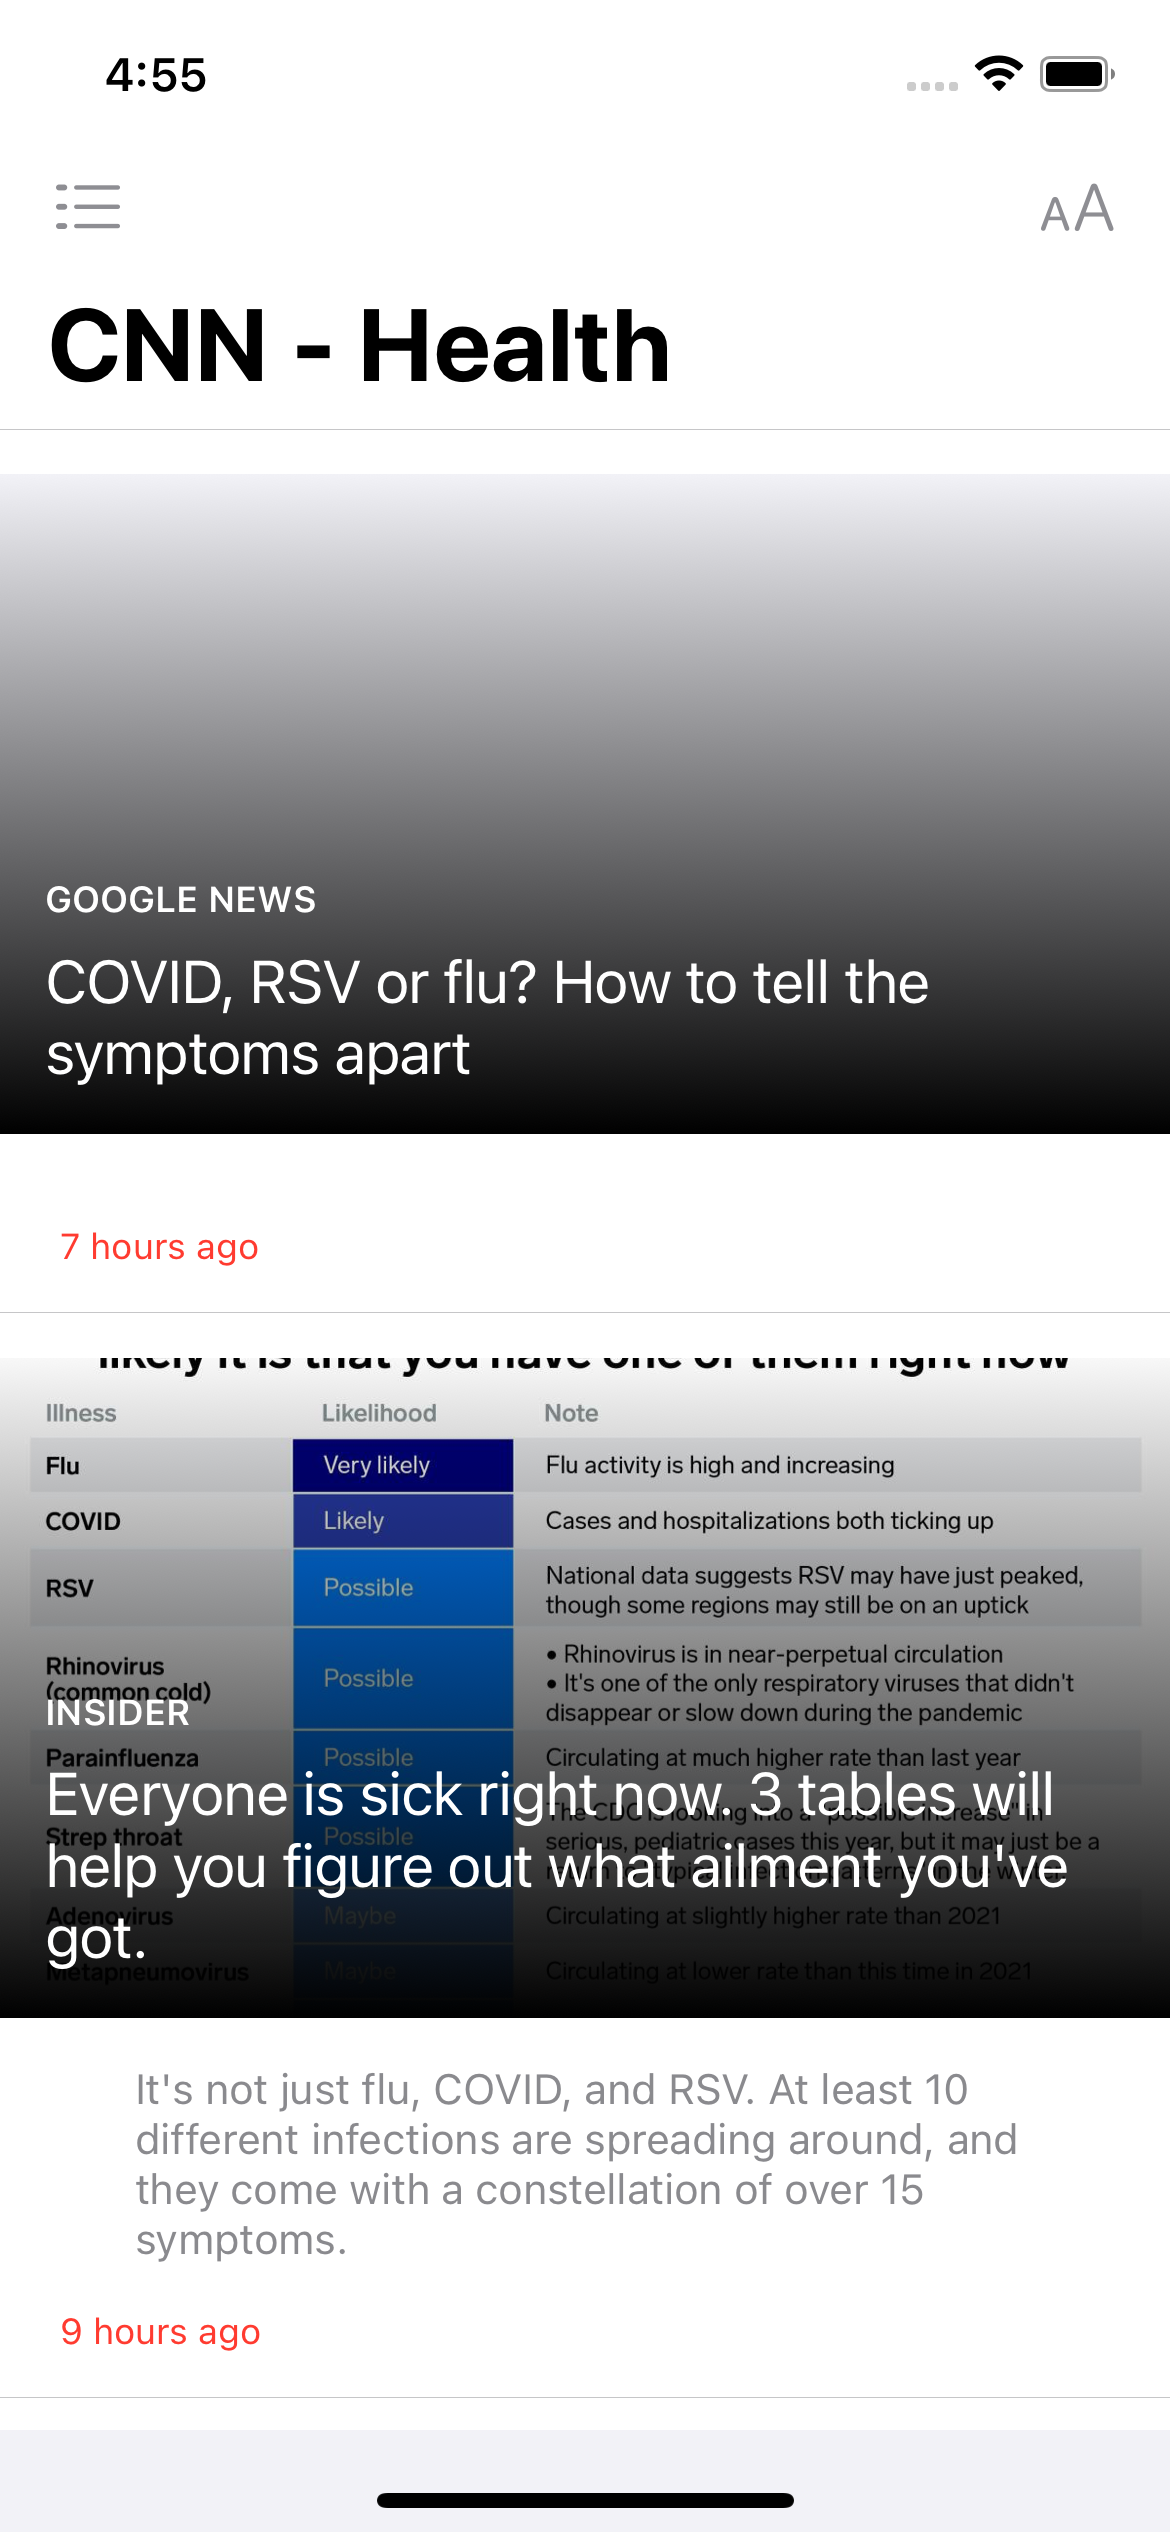 4:55
AA
CNN - Health
GOOGLE NEWS
COVID, RSV or flu? How to tell the
symptoms apart
7 hours ago
likely it is that you have one of them right now
Illness Likelihood Note
Flu Very likely Flu activity is high and increasing
COVID Likely Cases and hospitalizations both ticking up
RSV Possible National data suggests RSV may have just peaked,
though some regions may still be on an uptick
Rhinovirus
(common cold) Possible • Rhinovirus is in near-perpetual circulation
• It's one of the only respiratory viruses that didn't
disappear or slow down during the pandemic
INSIDER
Parainfluenza Possible Circulating at much higher rate than last year
Everyone is sick right now. 3 tables will
The CDC is looking into a "possible increase" in
Strep throat Possible serious, pediatric cases this year, but it may just be a
help you figure out what ailment you've
Adenovirus Maybe Circulating at slightly higher rate than 2021
got.
Metapneumovirus Maybe Circulating at lower rate than this time in 2021
It's not just flu, COVID, and RSV. At least 10
different infections are spreading around, and
they come with a constellation of over 15
symptoms.
9 hours ago